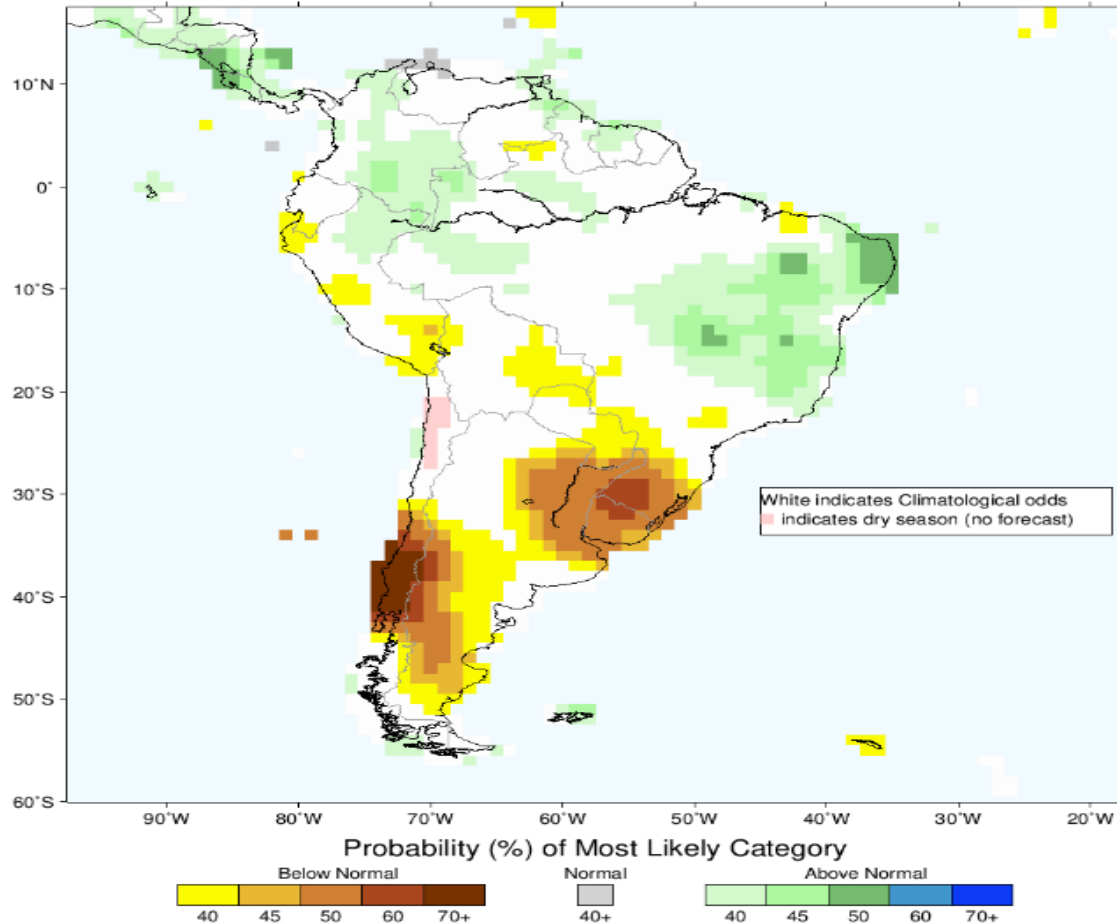 10°N
0°
10°S
20°S
30°S
40°S
50°S
60°S
White indicates Climatological odds
indicates dry season (no forecast)
90°W 80°W 70°W 60°W 50°W 40°W 30°W 20°W
Probability (%) of Most Likely Category
Below Normal Normal Above Normal
40 45 50 60 70+ 40+ 40 45 50 60 70+